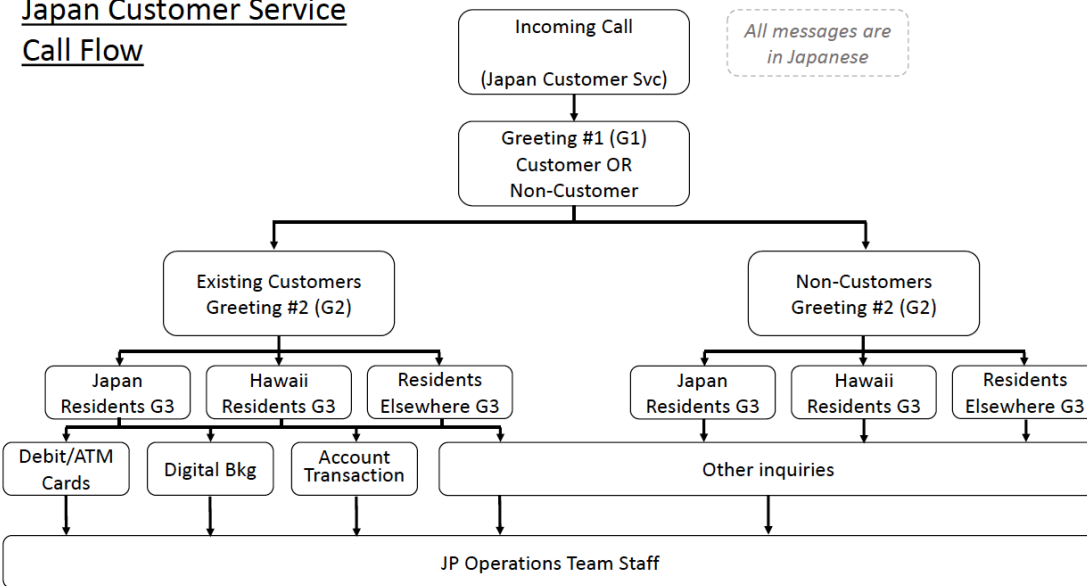 Japan Customer Service
Call Flow
Incoming Call
(Japan Customer Svc)
All messages are
in Japanese
Greeting #1 (G1)
Customer OR
Non-Customer
Existing Customers
Greeting #2 (G2)
Non-Customers
Greeting #2 (G2)
Japan
Residents G3
Hawaii
Residents G3
Residents
Elsewhere G3
Japan
Residents G3
Hawaii
Residents G3
Residents
Elsewhere G3
Debit/ATM
Cards
Digital Bkg
Account
Transaction
Other inquiries
JP Operations Team Staff